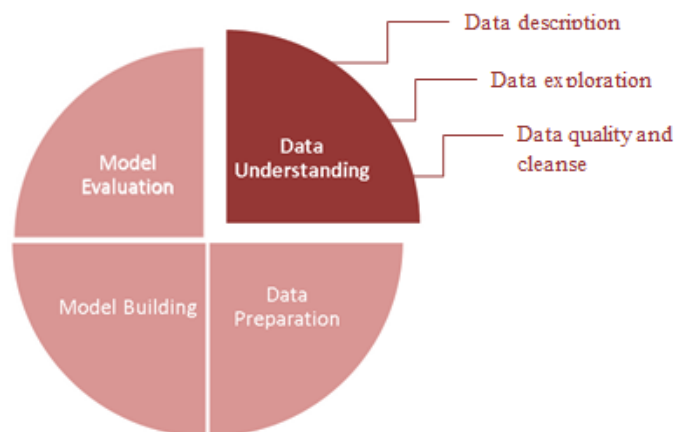 Data description
Data exploration
Data quality and
cleanse
Data
Understanding
Model
Evaluation
Model Building
Data
Preparation